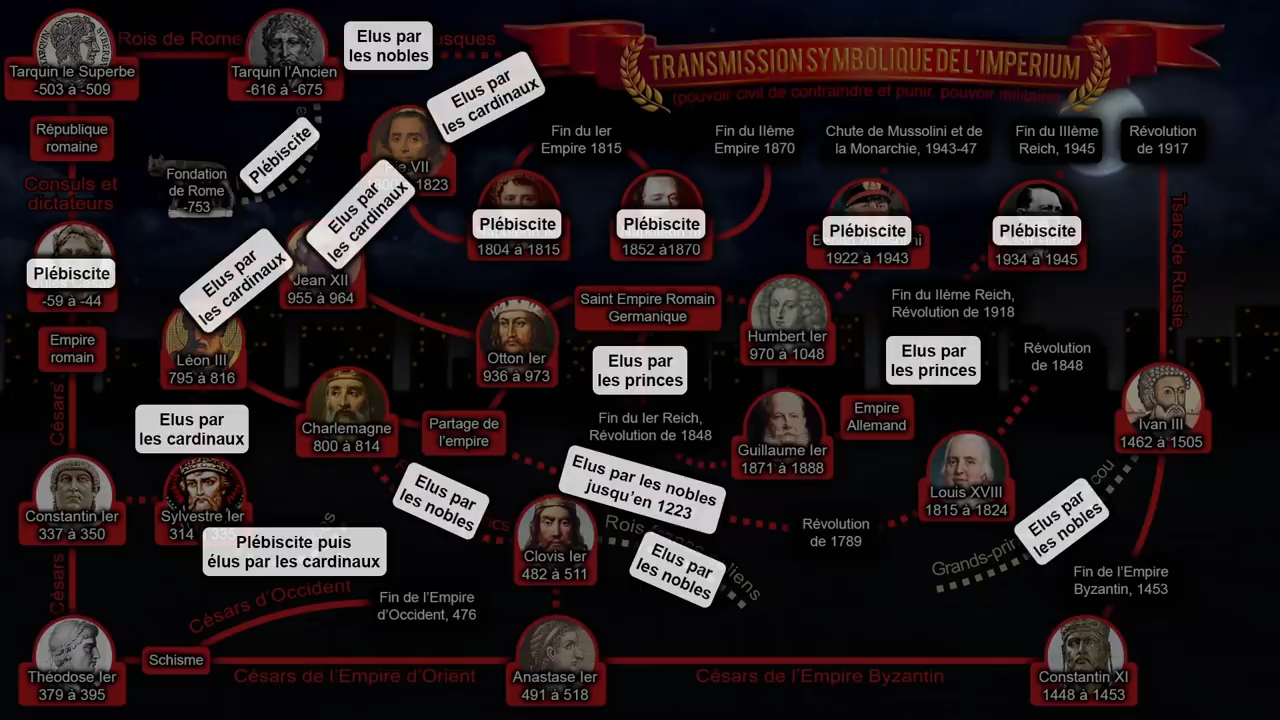 TRANSMISSION SYMBOLIQUE DE L'IMPERIUM
(pouvoir civil de contraindre et punir, pouvoir militaire)
Rois de Rome
Elus par
les nobles
Tarquin le Superbe
-503 à -509
Tarquin l'Ancien
-616 à -675
Elus par
les cardinaux
République
romaine
Plébiscite
Fondation
de Rome
-753
VII
1823
Fin du Ier
Empire 1815
Fin du IIème
Empire 1870
Chute de Mussolini et de
la Monarchie, 1943-47
Fin du IIIème
Reich, 1945
Révolution
de 1917
Consuls et
dictateurs
Elus par
les cardinaux
Plébiscite
1804 à 1815
Plébiscite
1852 à1870
Plébiscite
1922 à 1943
Plébiscite
1934 à 1945
Tsars de Russie
Plébiscite
-59 à -44
Elus par
les cardinaux
Jean XII
955 à 964
Saint Empire Romain
Germanique
Fin du IIème Reich,
Révolution de 1918
Empire
romain
Léon III
795 à 816
Otton Ier
936 à 973
Humbert Ier
970 à 1048
Elus par
les princes
Elus par
les princes
Révolution
de 1848
Césars
Elus par
les cardinaux
Charlemagne
800 à 814
Partage de
l'empire
Fin du Ier Reich,
Révolution de 1848
Guillaume Ier
1871 à 1888
Empire
Allemand
Ivan III
1462 à 1505
Constantin Ier
337 à 350
Sylvestre Ier
314 à 335
Elus par
les nobles
Elus par les nobles
jusqu'en 1223
Louis XVIII
1815 à 1824
Elus par
les nobles
Grands-prin
cou
Plébiscite puis
élus par les cardinaux
Clovis Ier
482 à 511
Rois
Elus par
les nobles
Révolution
de 1789
Césars
Césars d'Occident
Fin de l'Empire
d'Occident, 476
Fin de l'Empire
Byzantin, 1453
Théodose Ier
379 à 395
Schisme
Césars de l'Empire d'Orient
Anastase Ier
491 à 518
Césars de l'Empire Byzantin
Constantin XI
1448 à 1453